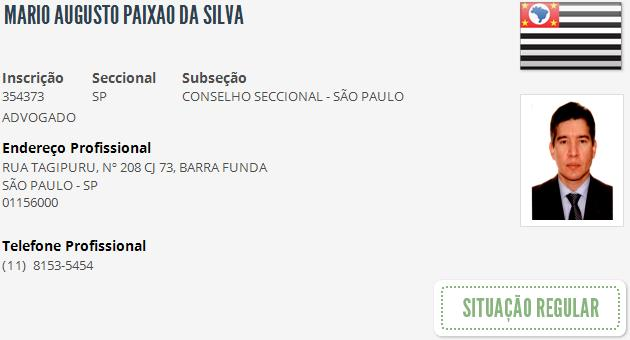 MARIO AUGUSTO PAIXAO DA SILVA
Inscrição Seccional Subseção
354373 SP CONSELHO SECCIONAL - SÃO PAULO
ADVOGADO
Endereço Profissional
RUA TAGIPURU, Nº 208 CJ 73, BARRA FUNDA
SÃO PAULO - SP
01156000
Telefone Profissional
(11) 8153-5454
SITUAÇÃO REGULAR